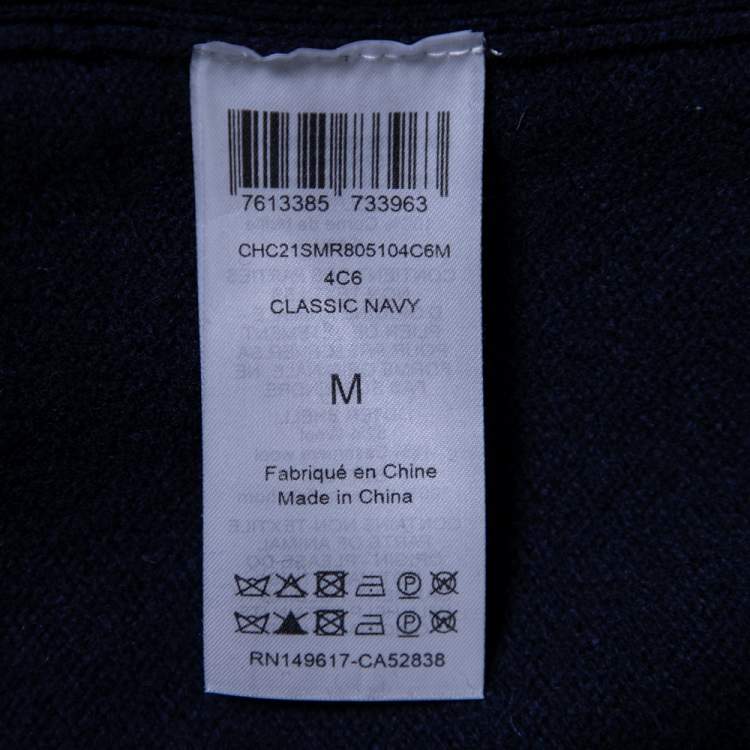 7613385 733963
CHC21SMR805104C6M
4C6
CLASSIC NAVY
M
Fabriqué en Chine
Made in China
P
P
RN149617-CA52838